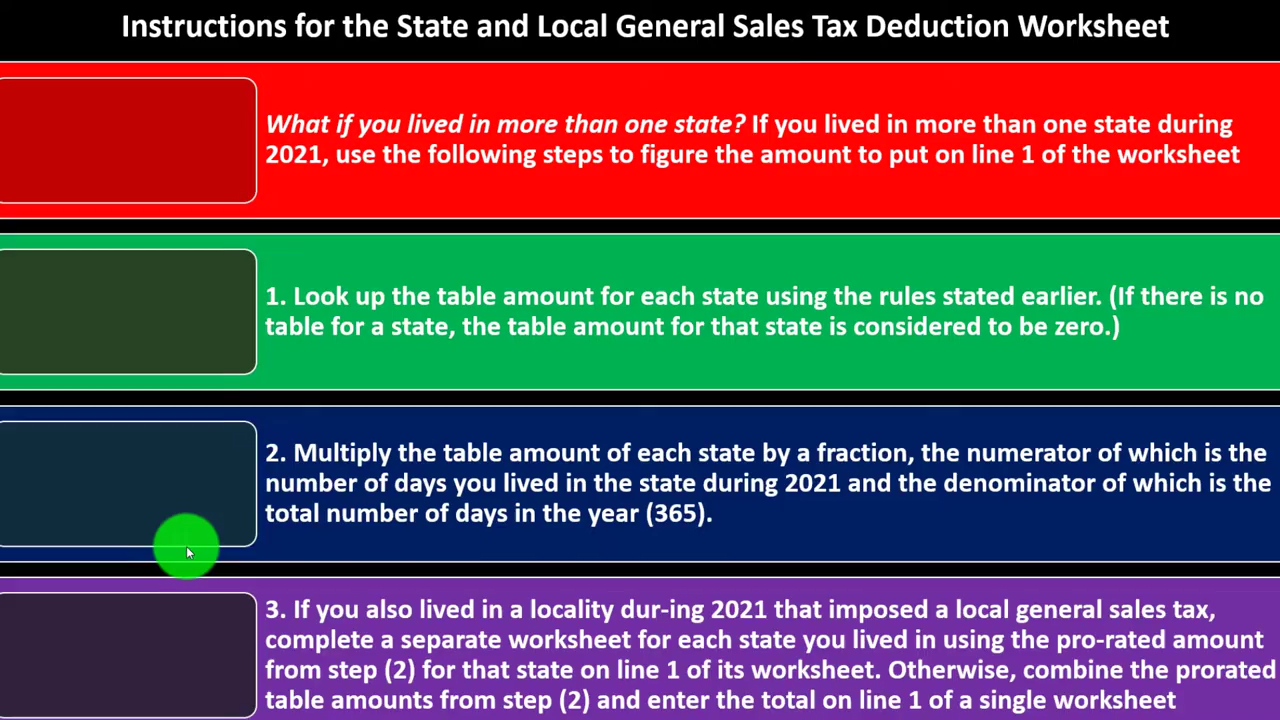 Instructions for the State and Local General Sales Tax Deduction Worksheet
What if you lived in more than one state? If you lived in more than one state during
2021, use the following steps to figure the amount to put on line 1 of the worksheet
1. Look up the table amount for each state using the rules stated earlier. (If there is no
table for a state, the table amount for that state is considered to be zero.)
2. Multiply the table amount of each state by a fraction, the numerator of which is the
number of days you lived in the state during 2021 and the denominator of which is the
total number of days in the year (365).
3. If you also lived in a locality dur-ing 2021 that imposed a local general sales tax,
complete a separate worksheet for each state you lived in using the pro-rated amount
from step (2) for that state on line 1 of its worksheet. Otherwise, combine the prorated
table amounts from step (2) and enter the total on line 1 of a single worksheet